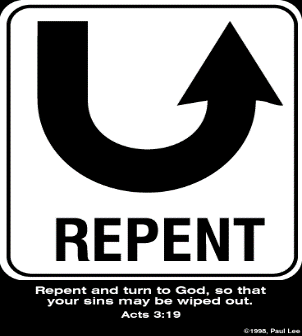 REPENT
Repent and turn to God, so that
your sins may be wiped out.
Acts 3:19
©1998, Paul Lee